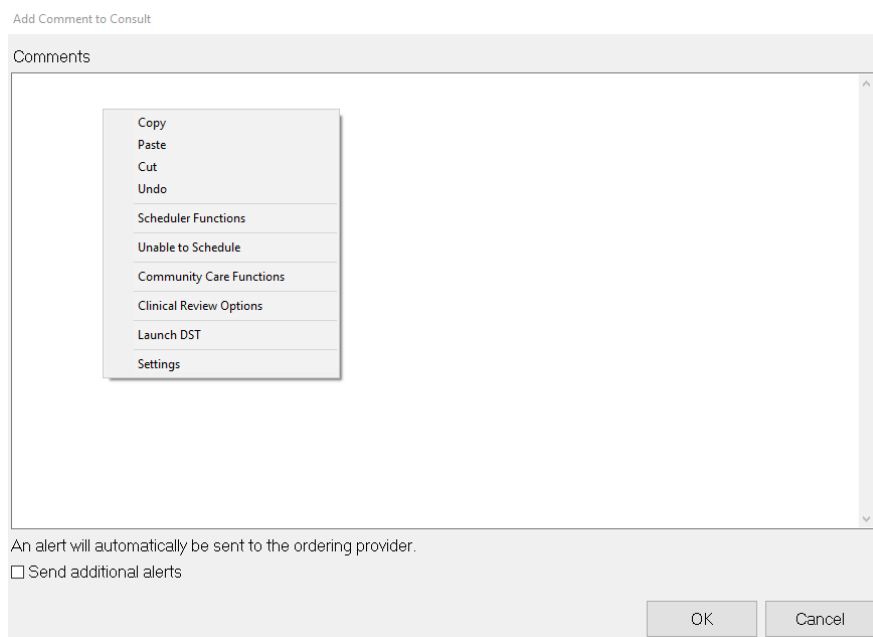 Add Comment to Consult
Comments
Copy
Paste
Cut
Undo
Scheduler Functions
Unable to Schedule
Community Care Functions
Clinical Review Options
Launch DST
Settings
An alert will automatically be sent to the ordering provider.
Send additional alerts
OK Cancel